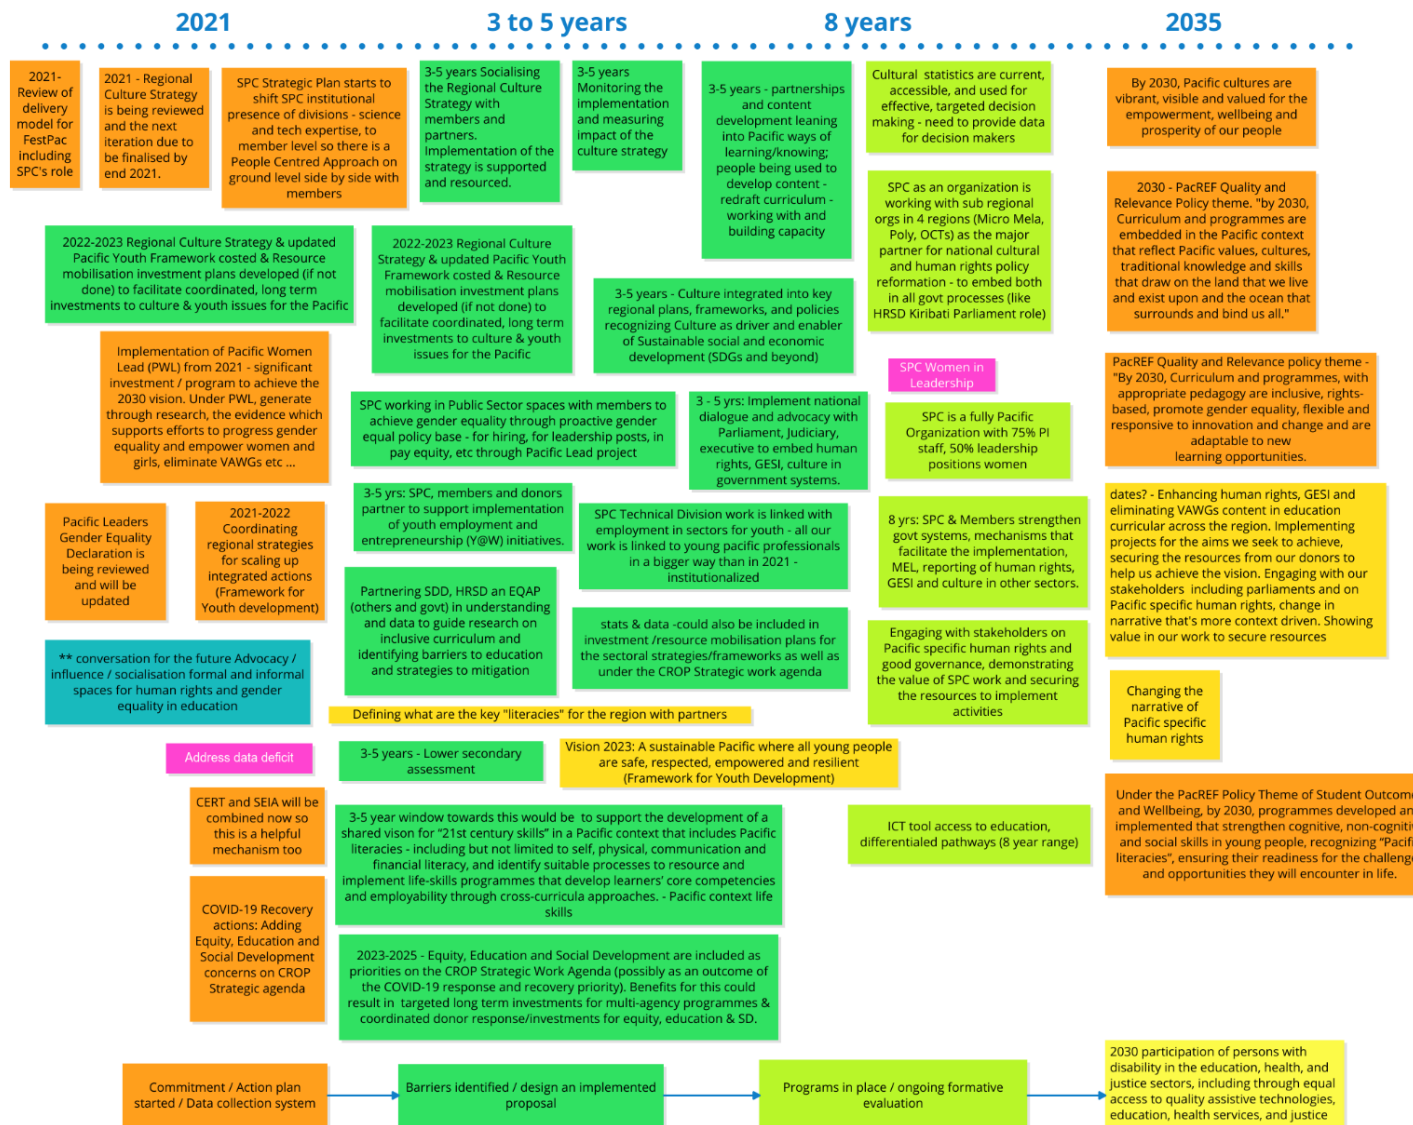 2021
3 to 5 years
8 years
2035
2021-
Review of
delivery
model for
FestPac
including
SPC's role
2021 - Regional
Culture Strategy
is being reviewed
and the next
iteration due to
be finalised by
end 2021.
SPC Strategic Plan starts to
shift SPC institutional
presence of divisions - science
and tech expertise, to
member level so there is a
People Centred Approach on
ground level side by side with
members
3-5 years Socialising
the Regional Culture
Strategy with
members and
partners.
Implementation of the
strategy is supported
and resourced.
3-5 years
Monitoring the
implementation
and measuring
impact of the
culture strategy
3-5 years - partnerships
and content
development leaning
into Pacific ways of
learning/knowing;
people being used to
develop content -
redraft curriculum -
working with and
building capacity
Cultural statistics are current,
accessible, and used for
effective, targeted decision
making - need to provide data
for decision makers
By 2030, Pacific cultures are
vibrant, visible and valued for the
empowerment, wellbeing and
prosperity of our people
SPC as an organization is
working with sub regional
orgs in 4 regions (Micro Mela,
Poly, OCTs) as the major
partner for national cultural
and human rights policy
reformation - to embed both
in all govt processes (like
HRSD Kiribati Parliament role)
2030 - PacREF Quality and
Relevance Policy theme. "by 2030,
Curriculum and programmes are
embedded in the Pacific context
that reflect Pacific values, cultures,
traditional knowledge and skills
that draw on the land that we live
and exist upon and the ocean that
surrounds and bind us all."
2022-2023 Regional Culture Strategy & updated
Pacific Youth Framework costed & Resource
mobilisation investment plans developed (if not
done) to facilitate coordinated, long term
investments to culture & youth issues for the Pacific
2022-2023 Regional Culture
Strategy & updated Pacific Youth
Framework costed & Resource
mobilisation investment plans
developed (if not done) to
facilitate coordinated, long term
investments to culture & youth
issues for the Pacific
3-5 years - Culture integrated into key
regional plans, frameworks, and policies
recognizing Culture as driver and enabler
of Sustainable social and economic
development (SDGs and beyond)
Implementation of Pacific Women
Lead (PWL) from 2021 - significant
investment / program to achieve the
2030 vision. Under PWL, generate
through research, the evidence which
supports efforts to progress gender
equality and empower women and
girls, eliminate VAWGs etc ...
SPC Women in
Leadership
PacREF Quality and Relevance policy theme -
"By 2030, Curriculum and programmes, with
appropriate pedagogy are inclusive, rights-
based, promote gender equality, flexible and
responsive to innovation and change and are
adaptable to new
learning opportunities.
SPC working in Public Sector spaces with members to
achieve gender equality through proactive gender
equal policy base - for hiring, for leadership posts, in
pay equity, etc through Pacific Lead project
3 - 5 yrs: Implement national
dialogue and advocacy with
Parliament, Judiciary,
executive to embed human
rights, GESI, culture in
government systems.
SPC is a fully Pacific
Organization with 75% PI
staff, 50% leadership
positions women
Pacific Leaders
Gender Equality
Declaration is
being reviewed
and will be
updated
2021-2022
Coordinating
regional strategies
for scaling up
integrated actions
(Framework for
Youth development)
3-5 yrs: SPC, members and donors
partner to support implementation
of youth employment and
entrepreneurship (Y@W) initiatives.
SPC Technical Division work is linked with
employment in sectors for youth - all our
work is linked to young pacific professionals
in a bigger way than in 2021 -
institutionalized
8 yrs: SPC & Members strengthen
govt systems, mechanisms that
facilitate the implementation,
MEL, reporting of human rights,
GESI and culture in other sectors.
dates? - Enhancing human rights, GESI and
eliminating VAWGs content in education
curricular across the region. Implementing
projects for the aims we seek to achieve,
securing the resources from our donors to
help us achieve the vision. Engaging with our
stakeholders including parliaments and on
Pacific specific human rights, change in
narrative that's more context driven. Showing
value in our work to secure resources
Partnering SDD, HRSD an EQAP
(others and govt) in understanding
and data to guide research on
inclusive curriculum and
identifying barriers to education
and strategies to mitigation
stats & data -could also be included in
investment /resource mobilisation plans for
the sectoral strategies/frameworks as well as
under the CROP Strategic work agenda
Engaging with stakeholders on
Pacific specific human rights and
good governance, demonstrating
the value of SPC work and securing
the resources to implement
activities
** conversation for the future Advocacy /
influence / socialisation formal and informal
spaces for human rights and gender
equality in education
Changing the
narrative of
Pacific specific
human rights
Defining what are the key "literacies" for the region with partners
Address data deficit
3-5 years - Lower secondary
assessment
Vision 2023: A sustainable Pacific where all young people
are safe, respected, empowered and resilient
(Framework for Youth Development)
CERT and SEIA will be
combined now so
this is a helpful
mechanism too
3-5 year window towards this would be to support the development of a
shared vison for "21st century skills" in a Pacific context that includes Pacific
literacies - including but not limited to self, physical, communication and
financial literacy, and identify suitable processes to resource and
implement life-skills programmes that develop learners' core competencies
and employability through cross-curricula approaches. - Pacific context life
skills
ICT tool access to education,
differentialed pathways (8 year range)
Under the PacREF Policy Theme of Student Outcome
and Wellbeing, by 2030, programmes developed an
implemented that strengthen cognitive, non-cogniti
and social skills in young people, recognizing "Pacif
literacies", ensuring their readiness for the challenge
and opportunities they will encounter in life.
COVID-19 Recovery
actions: Adding
Equity, Education and
Social Development
concerns on CROP
Strategic agenda
2023-2025 - Equity, Education and Social Development are included as
priorities on the CROP Strategic Work Agenda (possibly as an outcome of
the COVID-19 response and recovery priority). Benefits for this could
result in targeted long term investments for multi-agency programmes &
coordinated donor response/investments for equity, education & SD.
Commitment / Action plan
started / Data collection system
Barriers identified / design an implemented
proposal
Programs in place / ongoing formative
evaluation
2030 participation of persons with
disability in the education, health, and
justice sectors, including through equal
access to quality assistive technologies,
education, health services, and justice